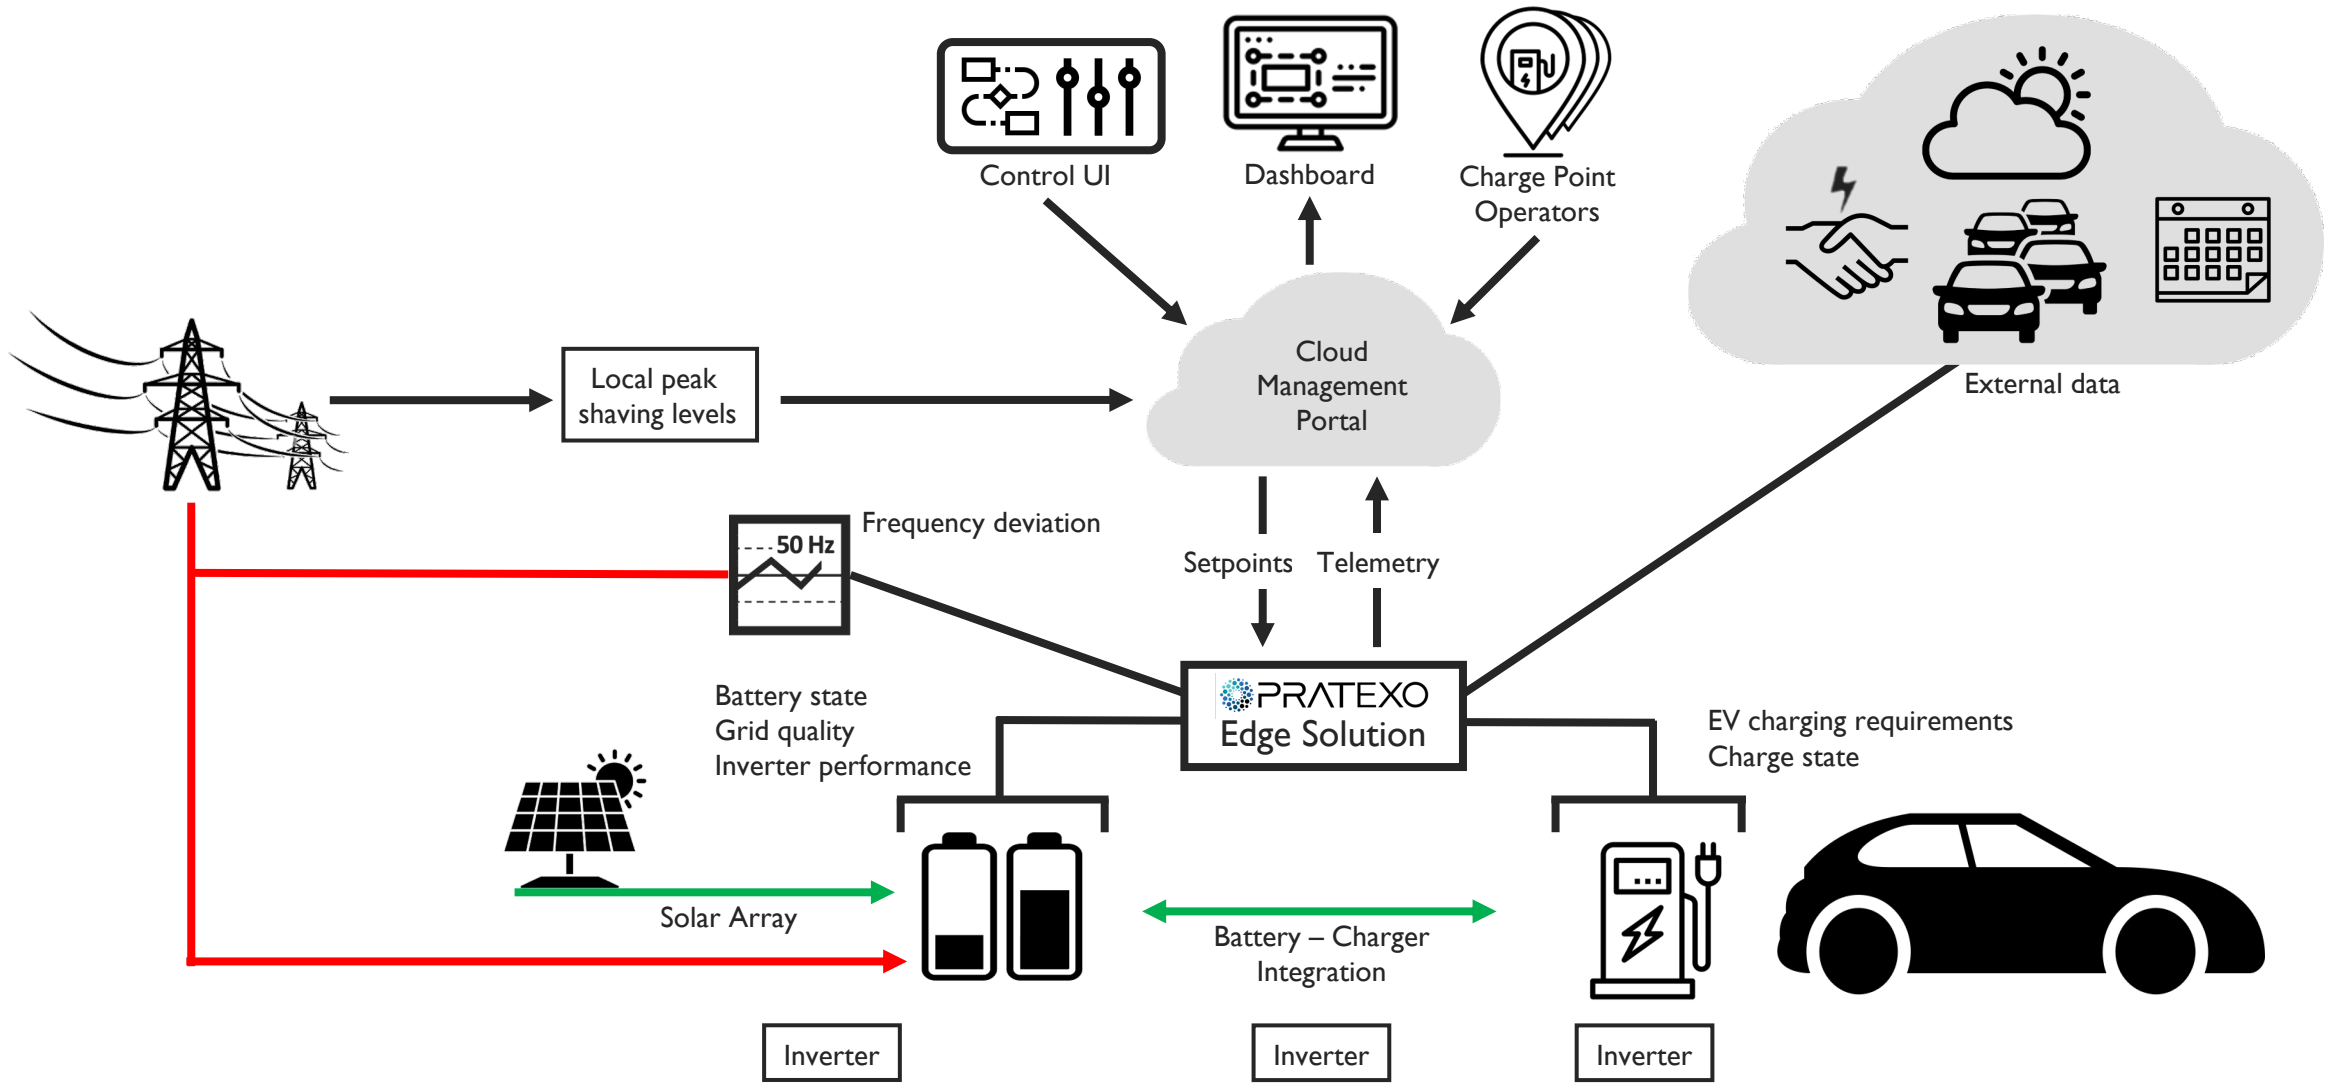 Control UI
Dashboard
Charge Point
Operators
Local peak
shaving levels
Cloud
Management
Portal
External data
Frequency deviation
50 Hz
Setpoints
Telemetry
PRATEXO
Edge Solution
Battery state
Grid quality
Inverter performance
EV charging requirements
Charge state
Solar Array
Battery – Charger
Integration
Inverter
Inverter
Inverter